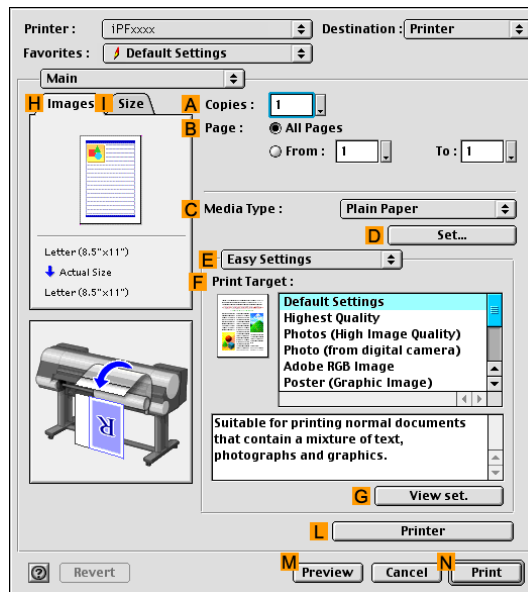 Printer : iPFxxxx Destination : Printer
Favorites : Default Settings
Main
H Images I Size
A Copies : 1
B Page : All Pages
From : 1 To : 1
C Media Type : Plain Paper
D Set...
Letter (8.5"x11")
Actual Size
Letter (8.5"x11")
E Easy Settings
F Print Target :
Default Settings
Highest Quality
Photos (High Image Quality)
Photo (from digital camera)
Adobe RGB Image
Poster (Graphic Image)
R
Suitable for printing normal documents
that contain a mixture of text,
photographs and graphics.
G View set.
L Printer
? Revert M Preview Cancel N Print